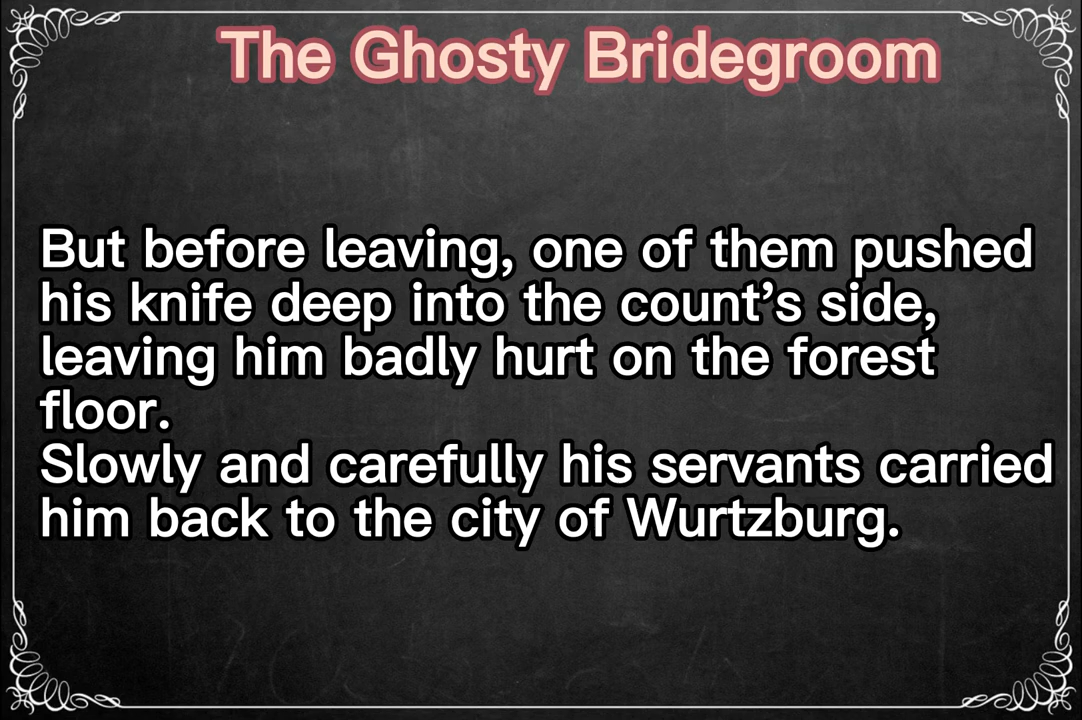 The Ghosty Bridegroom
But before leaving, one of them pushed
his knife deep into the count’s side,
leaving him badly hurt on the forest
floor.
Slowly and carefully his servants carried
him back to the city of Wurtzburg.